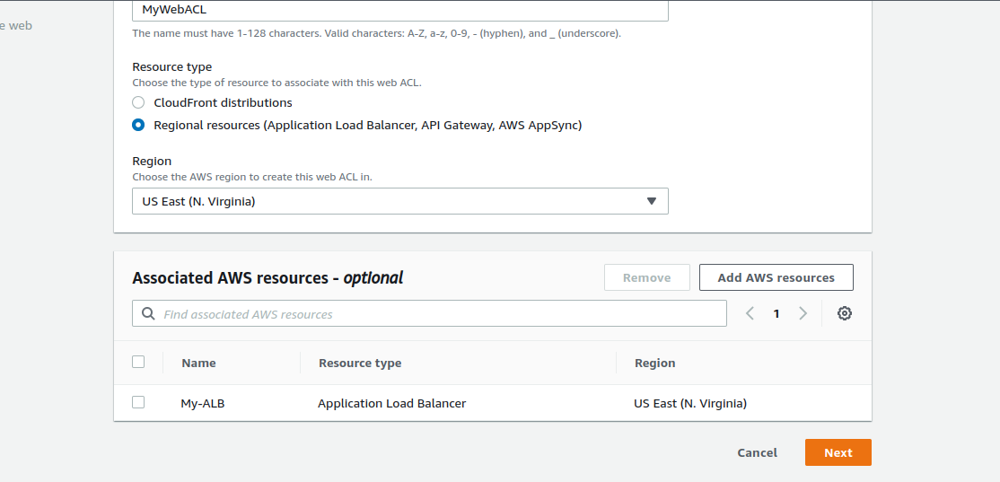 MyWebACL
The name must have 1-128 characters. Valid characters: A-Z, a-z, 0-9, - (hyphen), and _ (underscore).
e web
Resource type
Choose the type of resource to associate with this web ACL.
CloudFront distributions
Regional resources (Application Load Balancer, API Gateway, AWS AppSync)
Region
Choose the AWS region to create this web ACL in.
US East (N. Virginia)
Associated AWS resources - optional
Remove
Add AWS resources
Find associated AWS resources
1
Name Resource type Region
My-ALB Application Load Balancer US East (N. Virginia)
Cancel Next